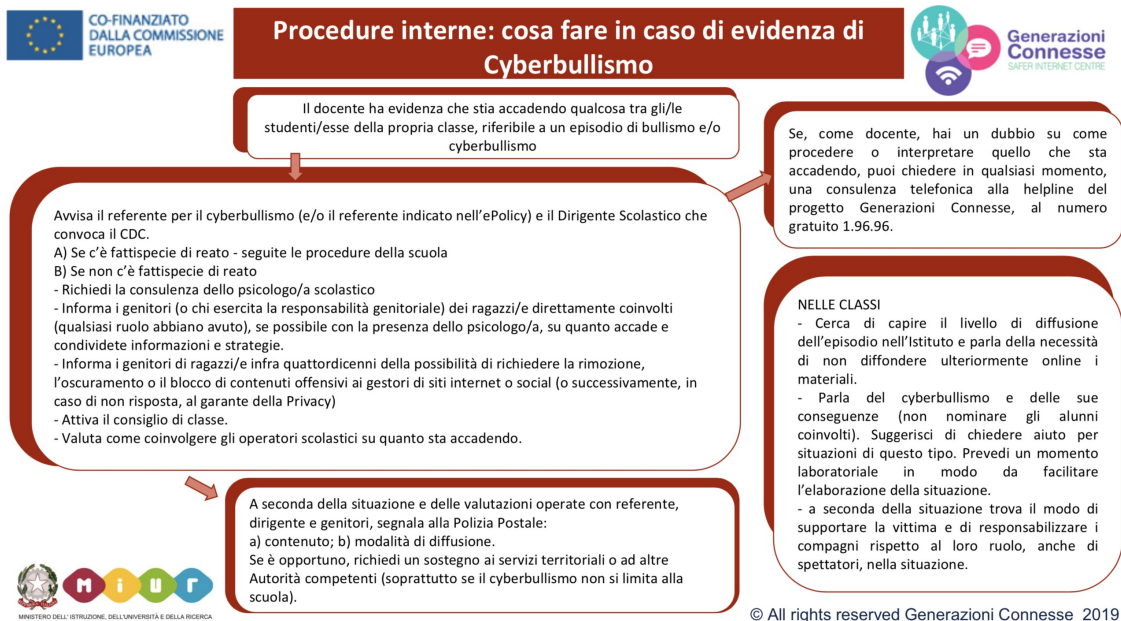 CO-FINANZIATO
DALLA COMMISSIONE
EUROPEA
Procedure interne: cosa fare in caso di evidenza di
Cyberbullismo
Generazioni
Connesse
SAFER INTERNET CENTRE
Il docente ha evidenza che stia accadendo qualcosa tra gli/le
studenti/esse della propria classe, riferibile a un episodio di bullismo e/o
cyberbullismo
Se, come docente, hai un dubbio su come
procedere o interpretare quello che sta
accadendo, puoi chiedere in qualsiasi momento,
una consulenza telefonica alla helpline del
progetto Generazioni Connesse, al numero
gratuito 1.96.96.
Avvisa il referente per il cyberbullismo (e/o il referente indicato nell'ePolicy) e il Dirigente Scolastico che
convoca il CDC.
A) Se c'è fattispecie di reato - seguite le procedure della scuola
B) Se non c'è fattispecie di reato
- Richiedi la consulenza dello psicologo/a scolastico
- Informa i genitori (o chi esercita la responsabilità genitoriale) dei ragazzi/e direttamente coinvolti
(qualsiasi ruolo abbiano avuto), se possibile con la presenza dello psicologo/a, su quanto accade e
condividete informazioni e strategie.
- Informa i genitori di ragazzi/e infra quattordicenni della possibilità di richiedere la rimozione,
l'oscuramento o il blocco di contenuti offensivi ai gestori di siti internet o social (o successivamente, in
caso di non risposta, al garante della Privacy)
- Attiva il consiglio di classe.
- Valuta come coinvolgere gli operatori scolastici su quanto sta accadendo.
NELLE CLASSI
- Cerca di capire il livello di diffusione
dell'episodio nell'Istituto e parla della necessità
di non diffondere ulteriormente online i
materiali.
- Parla del cyberbullismo e delle sue
conseguenze (non nominare gli alunni
coinvolti). Suggerisci di chiedere aiuto per
situazioni di questo tipo. Prevedi un momento
laboratoriale in modo da facilitare
l'elaborazione della situazione.
- a seconda della situazione trova il modo di
supportare la vittima e di responsabilizzare i
compagni rispetto al loro ruolo, anche di
spettatori, nella situazione.
A seconda della situazione e delle valutazioni operate con referente,
dirigente e genitori, segnala alla Polizia Postale:
a) contenuto; b) modalità di diffusione.
Se è opportuno, richiedi un sostegno ai servizi territoriali o ad altre
Autorità competenti (soprattutto se il cyberbullismo non si limita alla
scuola).
miur
MINISTERO DELL' ISTRUZIONE, DELL'UNIVERSITÀ E DELLA RICERCA
© All rights reserved Generazioni Connesse 2019